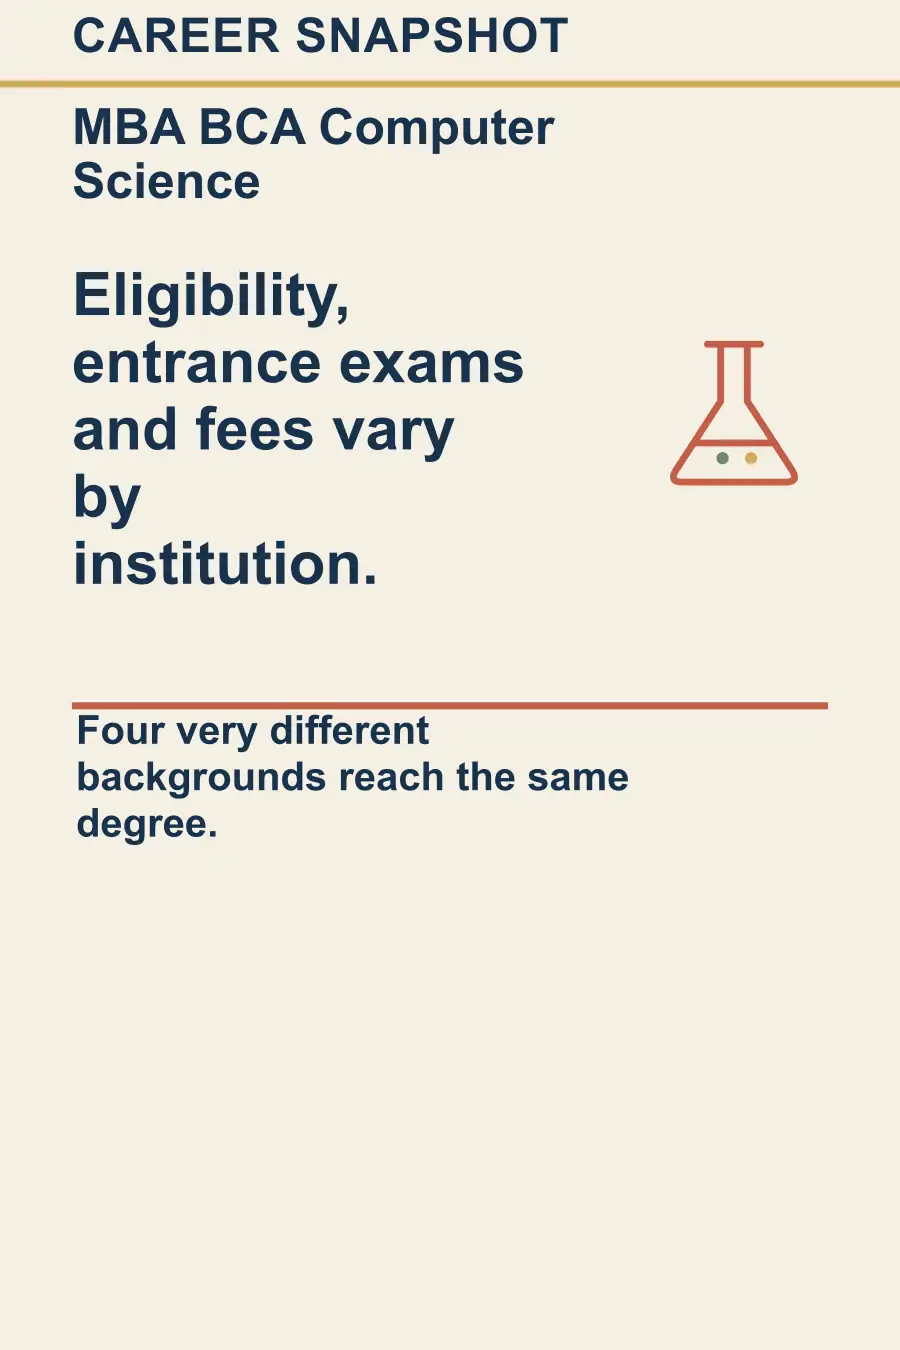 CAREER SNAPSHOT
MBA BCA Computer
Science
Eligibility,
entrance exams
and fees vary
by
institution.
Four very different
backgrounds reach the same
degree.